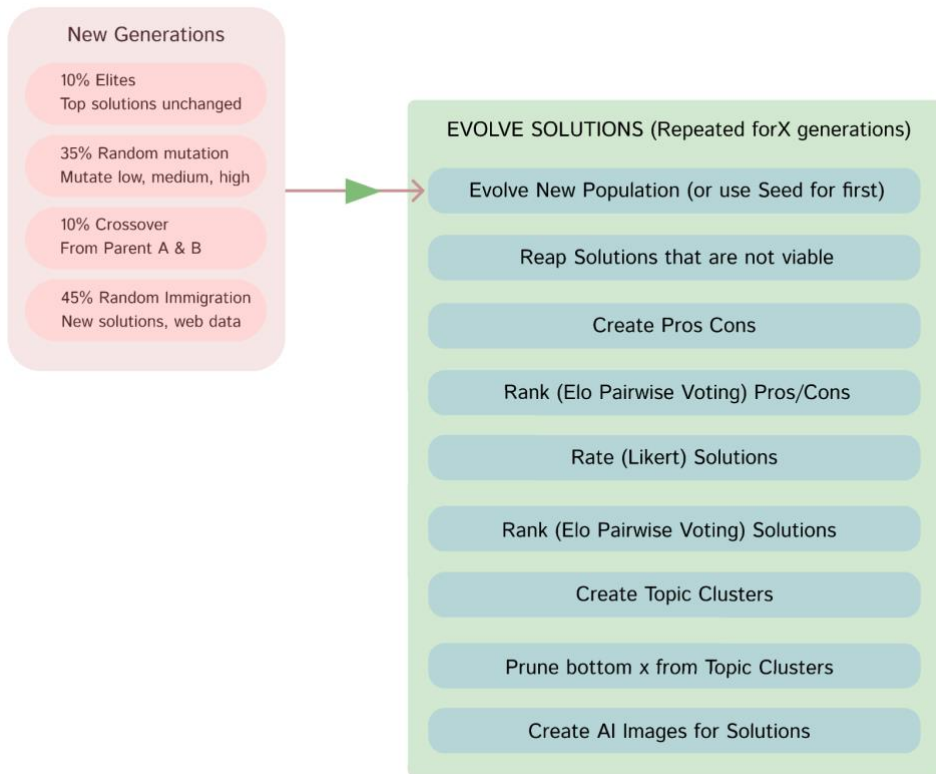 New Generations
10% Elites
Top solutions unchanged
35% Random mutation
Mutate low, medium, high
10% Crossover
From Parent A & B
45% Random Immigration
New solutions, web data
EVOLVE SOLUTIONS (Repeated forX generations)
Evolve New Population (or use Seed for first)
Reap Solutions that are not viable
Create Pros Cons
Rank (Elo Pairwise Voting) Pros/Cons
Rate (Likert) Solutions
Rank (Elo Pairwise Voting) Solutions
Create Topic Clusters
Prune bottom x from Topic Clusters
Create AI Images for Solutions